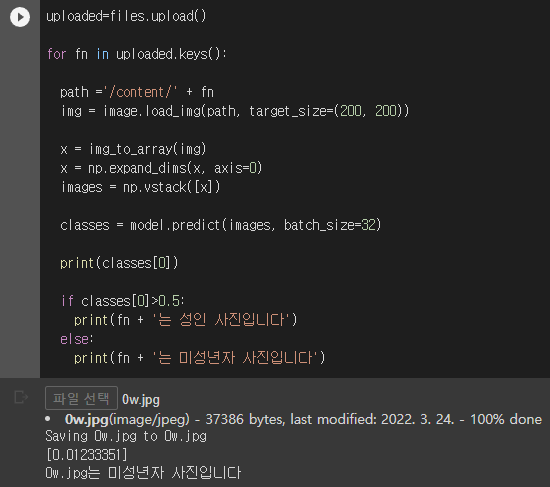 uploaded=files.upload()
for fn in uploaded.keys():
path ='/content/' + fn
img = image.load_img(path, target_size=(200, 200))
x = img_to_array(img)
x = np.expand_dims(x, axis=0)
images = np.vstack([x])
classes = model.predict(images, batch_size=32)
print(classes[0])
if classes[0]>0.5:
print(fn + '는 성인 사진입니다')
else:
print(fn + '는 미성년자 사진입니다')
파일 선택 0w.jpg
• 0w.jpg(image/jpeg) - 37386 bytes, last modified: 2022. 3. 24. - 100% done
Saving 0w.jpg to 0w.jpg
[0.01233351]
0w.jpg는 미성년자 사진입니다